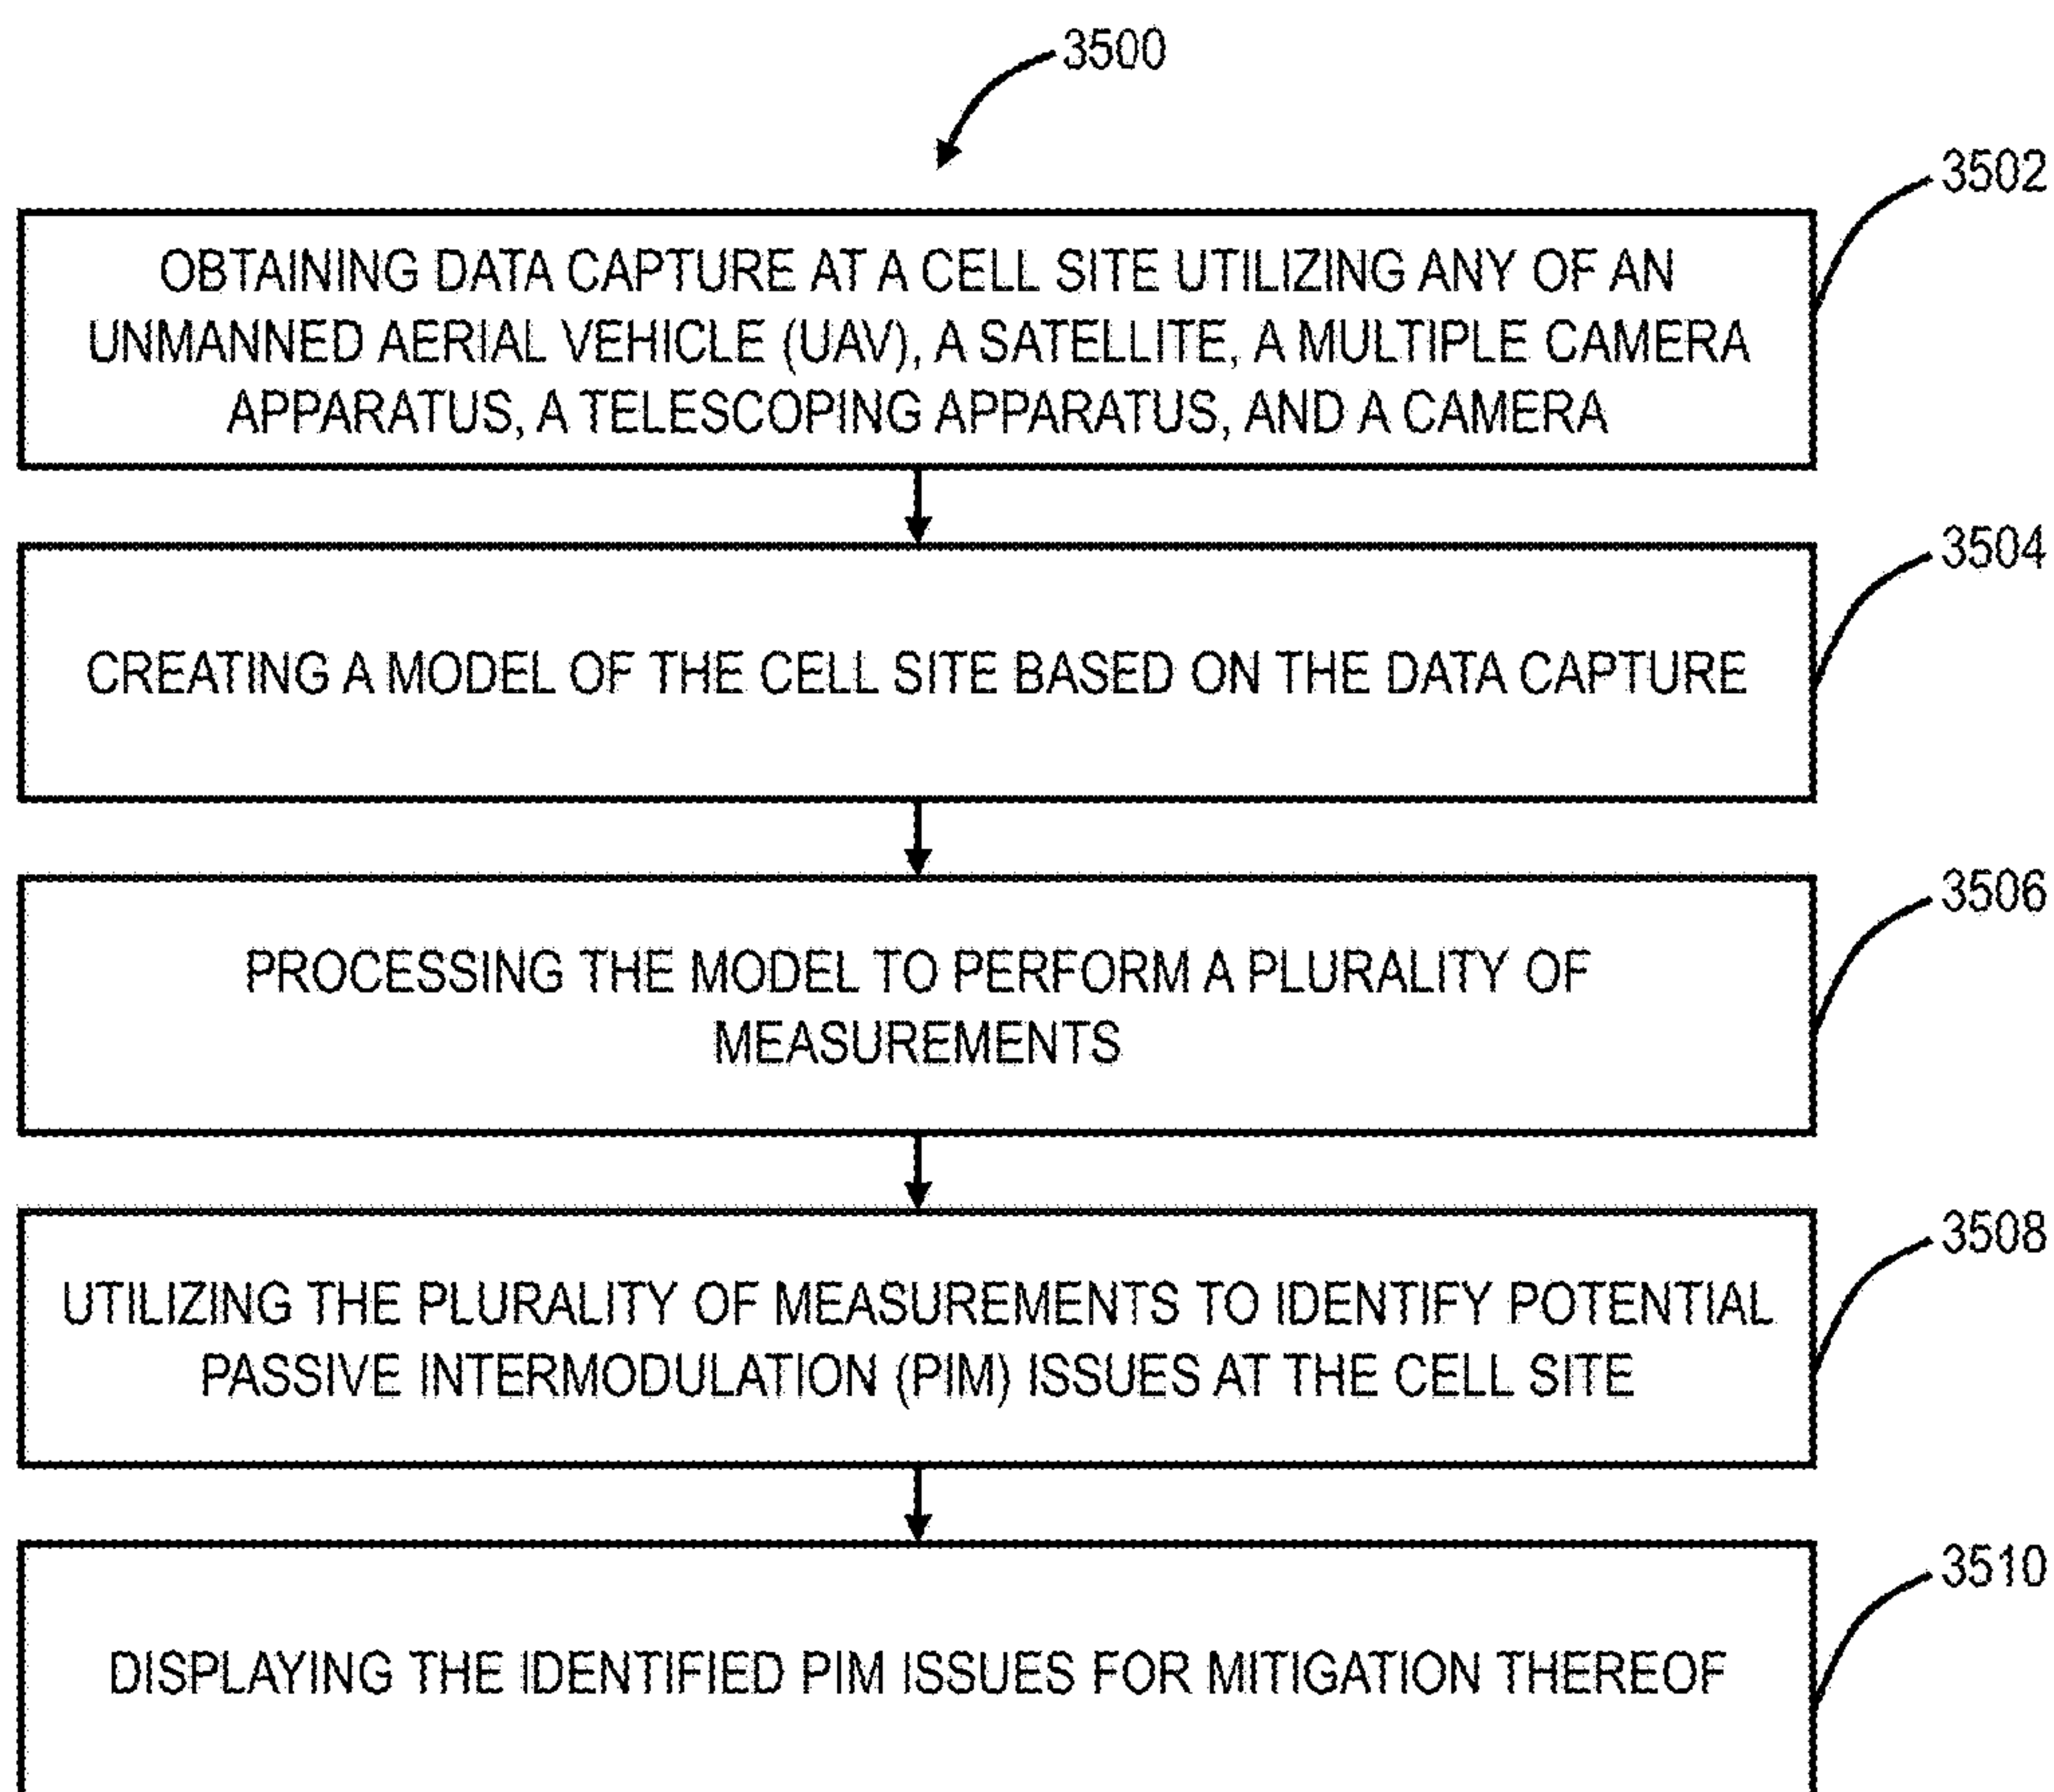 3500
3502
OBTAINING DATA CAPTURE AT A CELL SITE UTILIZING ANY OF AN
UNMANNED AERIAL VEHICLE (UAV), A SATELLITE, A MULTIPLE CAMERA
APPARATUS, A TELESCOPING APPARATUS, AND A CAMERA
3504
CREATING A MODEL OF THE CELL SITE BASED ON THE DATA CAPTURE
3506
PROCESSING THE MODEL TO PERFORM A PLURALITY OF
MEASUREMENTS
3508
UTILIZING THE PLURALITY OF MEASUREMENTS TO IDENTIFY POTENTIAL
PASSIVE INTERMODULATION (PIM) ISSUES AT THE CELL SITE
3510
DISPLAYING THE IDENTIFIED PIM ISSUES FOR MITIGATION THEREOF